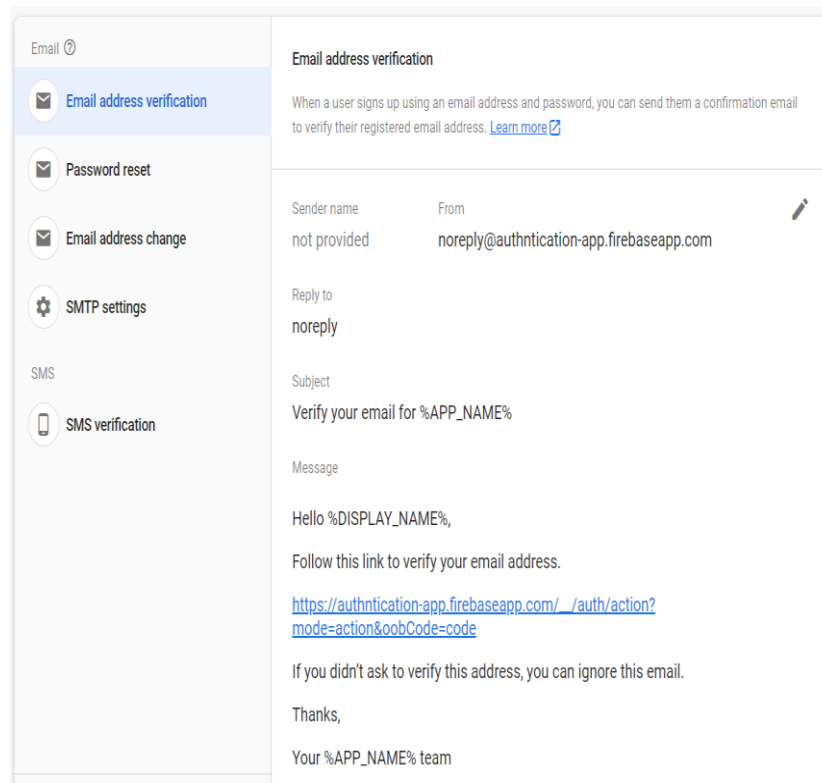 Email
Email address verification
Password reset
Email address change
SMTP settings
SMS
SMS verification
Email address verification
When a user signs up using an email address and password, you can send them a confirmation email
to verify their registered email address. Learn more
Sender name
From
not provided
noreply@authntication-app.firebaseapp.com
Reply to
noreply
Subject
Verify your email for %APP_NAME%
Message
Hello %DISPLAY_NAME%,
Follow this link to verify your email address.
https://authntication-app.firebaseapp.com/__/auth/action?
mode=action&oobCode=code
If you didn’t ask to verify this address, you can ignore this email.
Thanks,
Your %APP_NAME% team